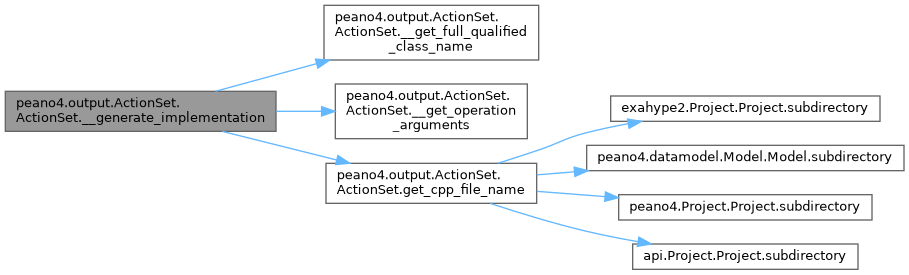 peano4.output.ActionSet.
ActionSet.__generate_implementation
peano4.output.ActionSet.
ActionSet.__get_full_qualified
_class_name
peano4.output.ActionSet.
ActionSet.__get_operation
_arguments
peano4.output.ActionSet.
ActionSet.get_cpp_file_name
exahype2.Project.Project.subdirectory
peano4.datamodel.Model.Model.subdirectory
peano4.Project.Project.subdirectory
api.Project.Project.subdirectory